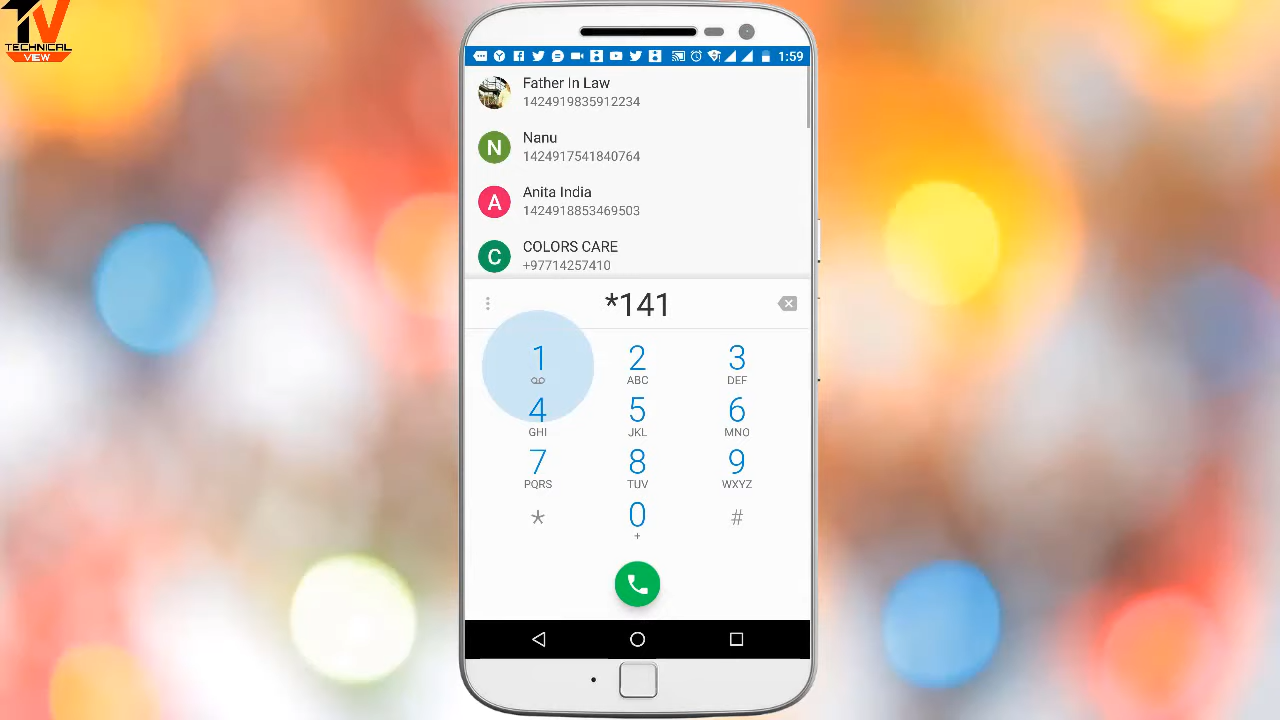 TV
TECHNICAL
VIEW
1:59
Father In Law
1424919835912234
N
Nanu
1424917541840764
A
Anita India
1424918853469503
C
COLORS CARE
+97714257410
*141
1 2 3
ABC DEF
4 5 6
GHI JKL MNO
7 8 9
PQRS TUV WXYZ
* 0 #
+